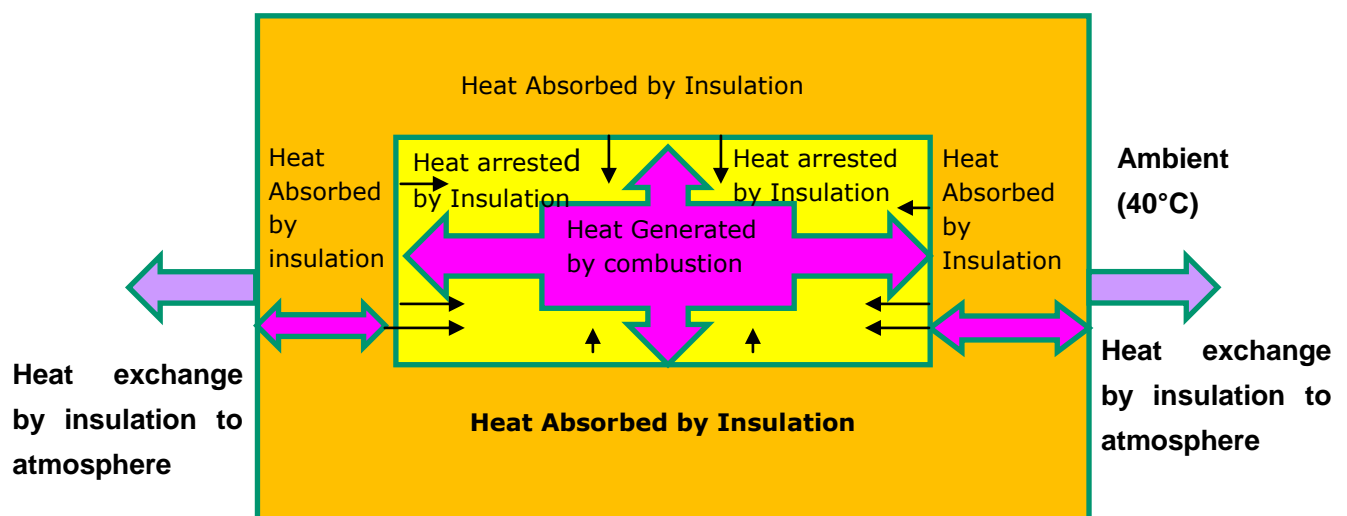 Heat Absorbed by Insulation
Heat
Absorbed
by
insulation
Heat arrested
by Insulation
Heat arrested
by Insulation
Heat
Absorbed
by
Insulation
Ambient
(40°C)
Heat Generated
by combustion
Heat exchange
by insulation to
atmosphere
Heat exchange
by insulation to
atmosphere
Heat Absorbed by Insulation